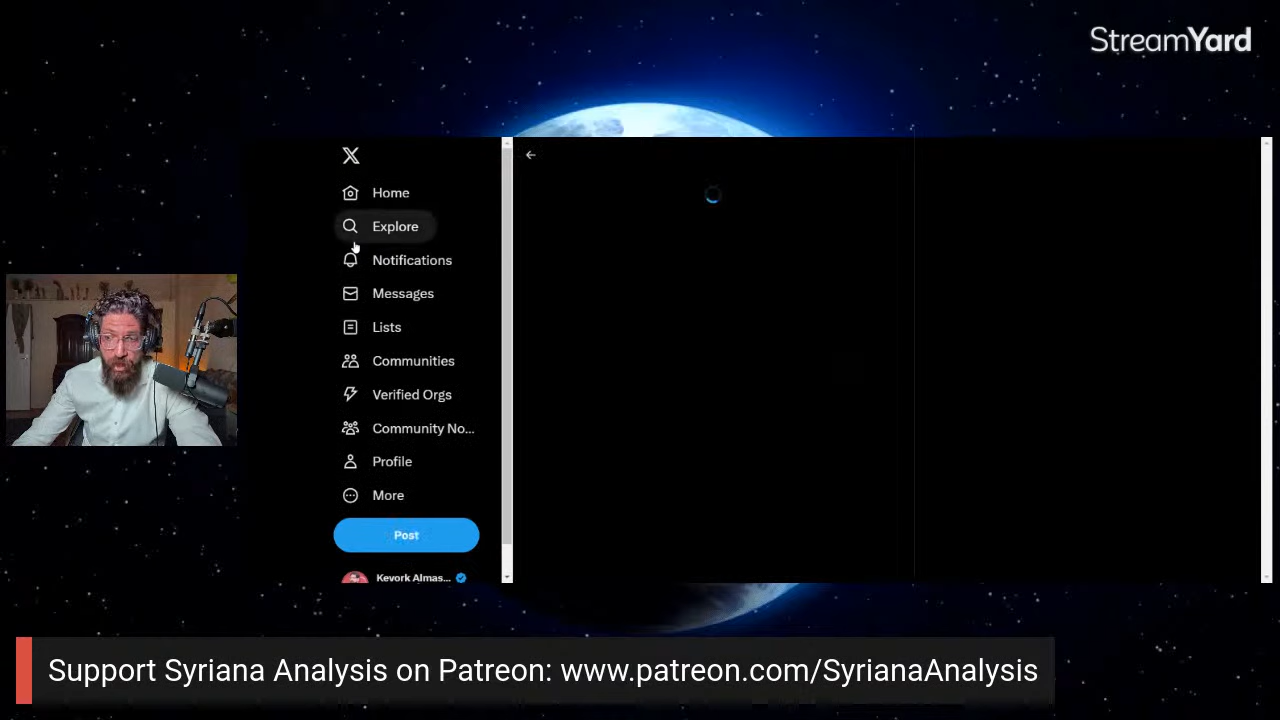 StreamYard
Home
Explore
Notifications
Messages
Lists
Communities
Verified Orgs
Community No...
Profile
More
Post
Kevork Almas...
Support Syriana Analysis on Patreon: www.patreon.com/SyrianaAnalysis